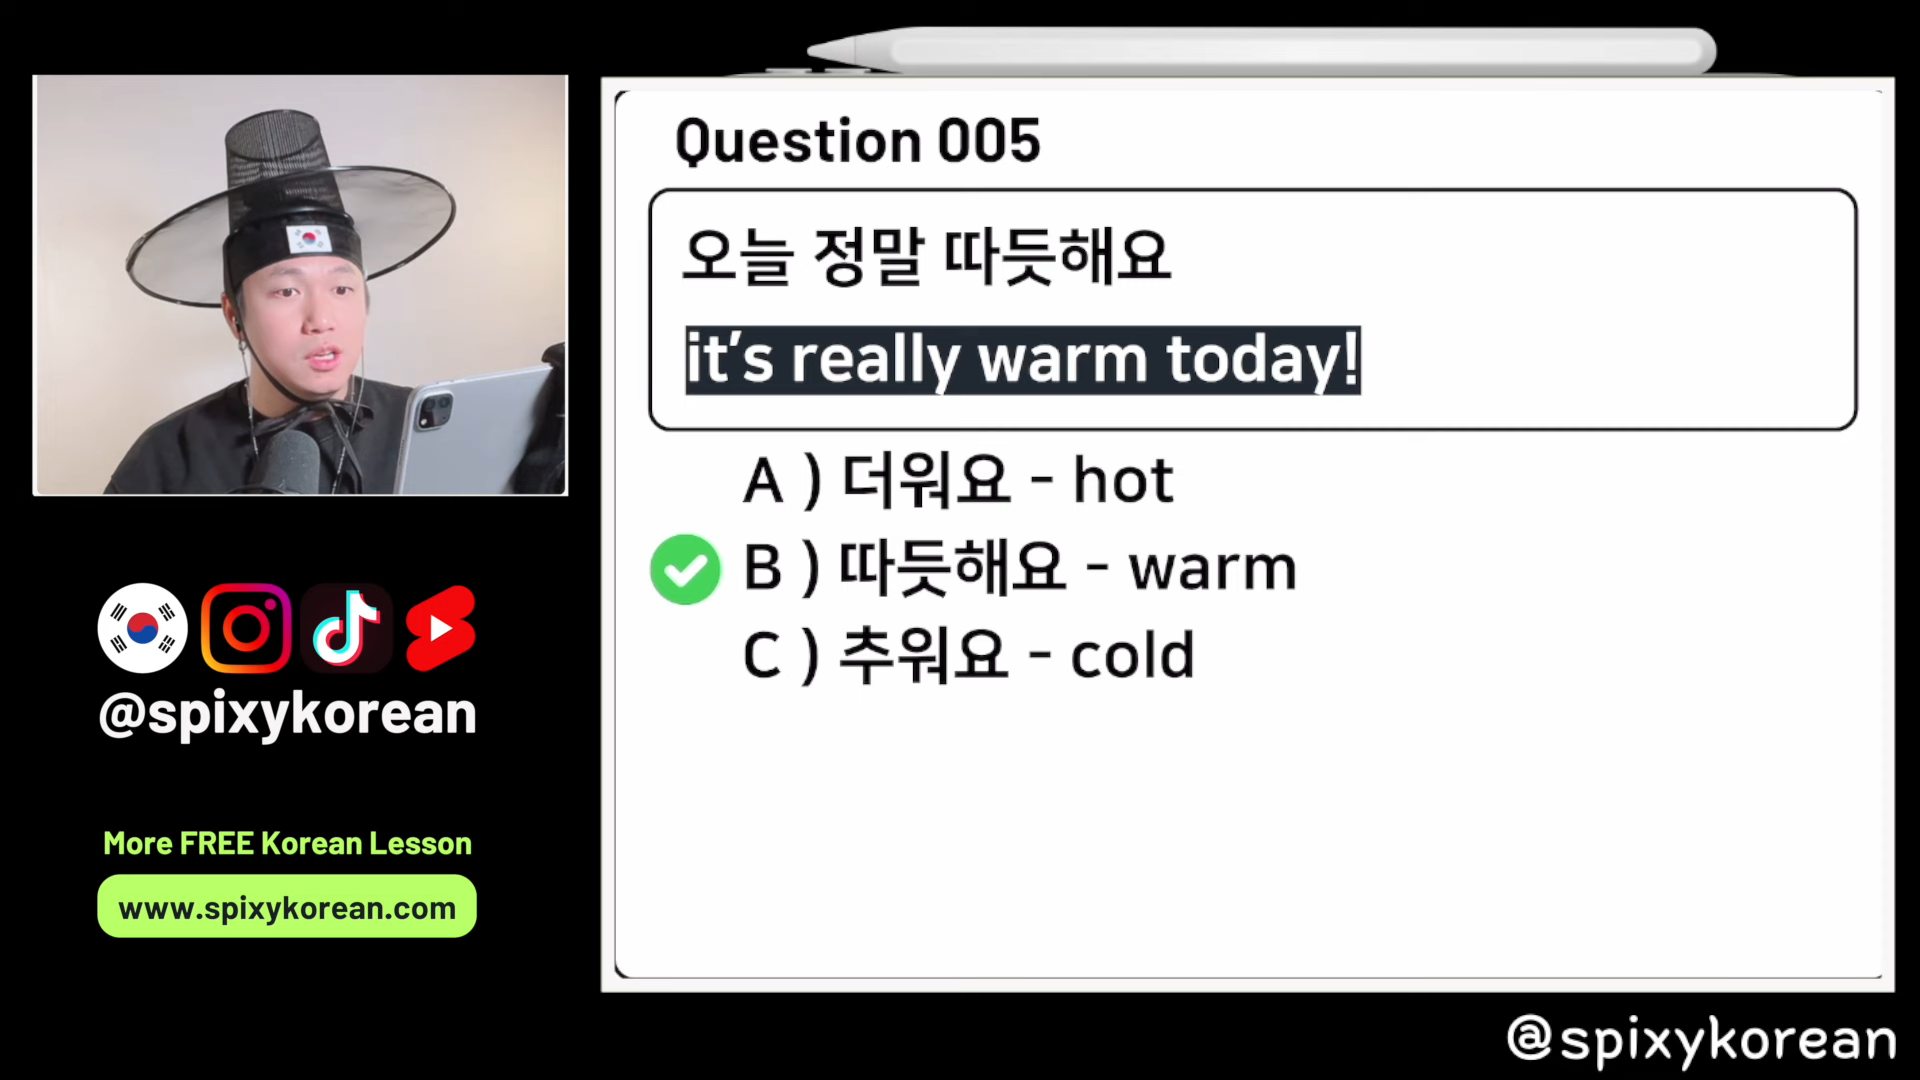 Question 005
오늘 정말 따듯해요
it's really warm today!
A ) 더워요 - hot
B ) 따듯해요 - warm
C ) 추워요 - cold
@spixykorean
More FREE Korean Lesson
www.spixykorean.com
@spixykorean